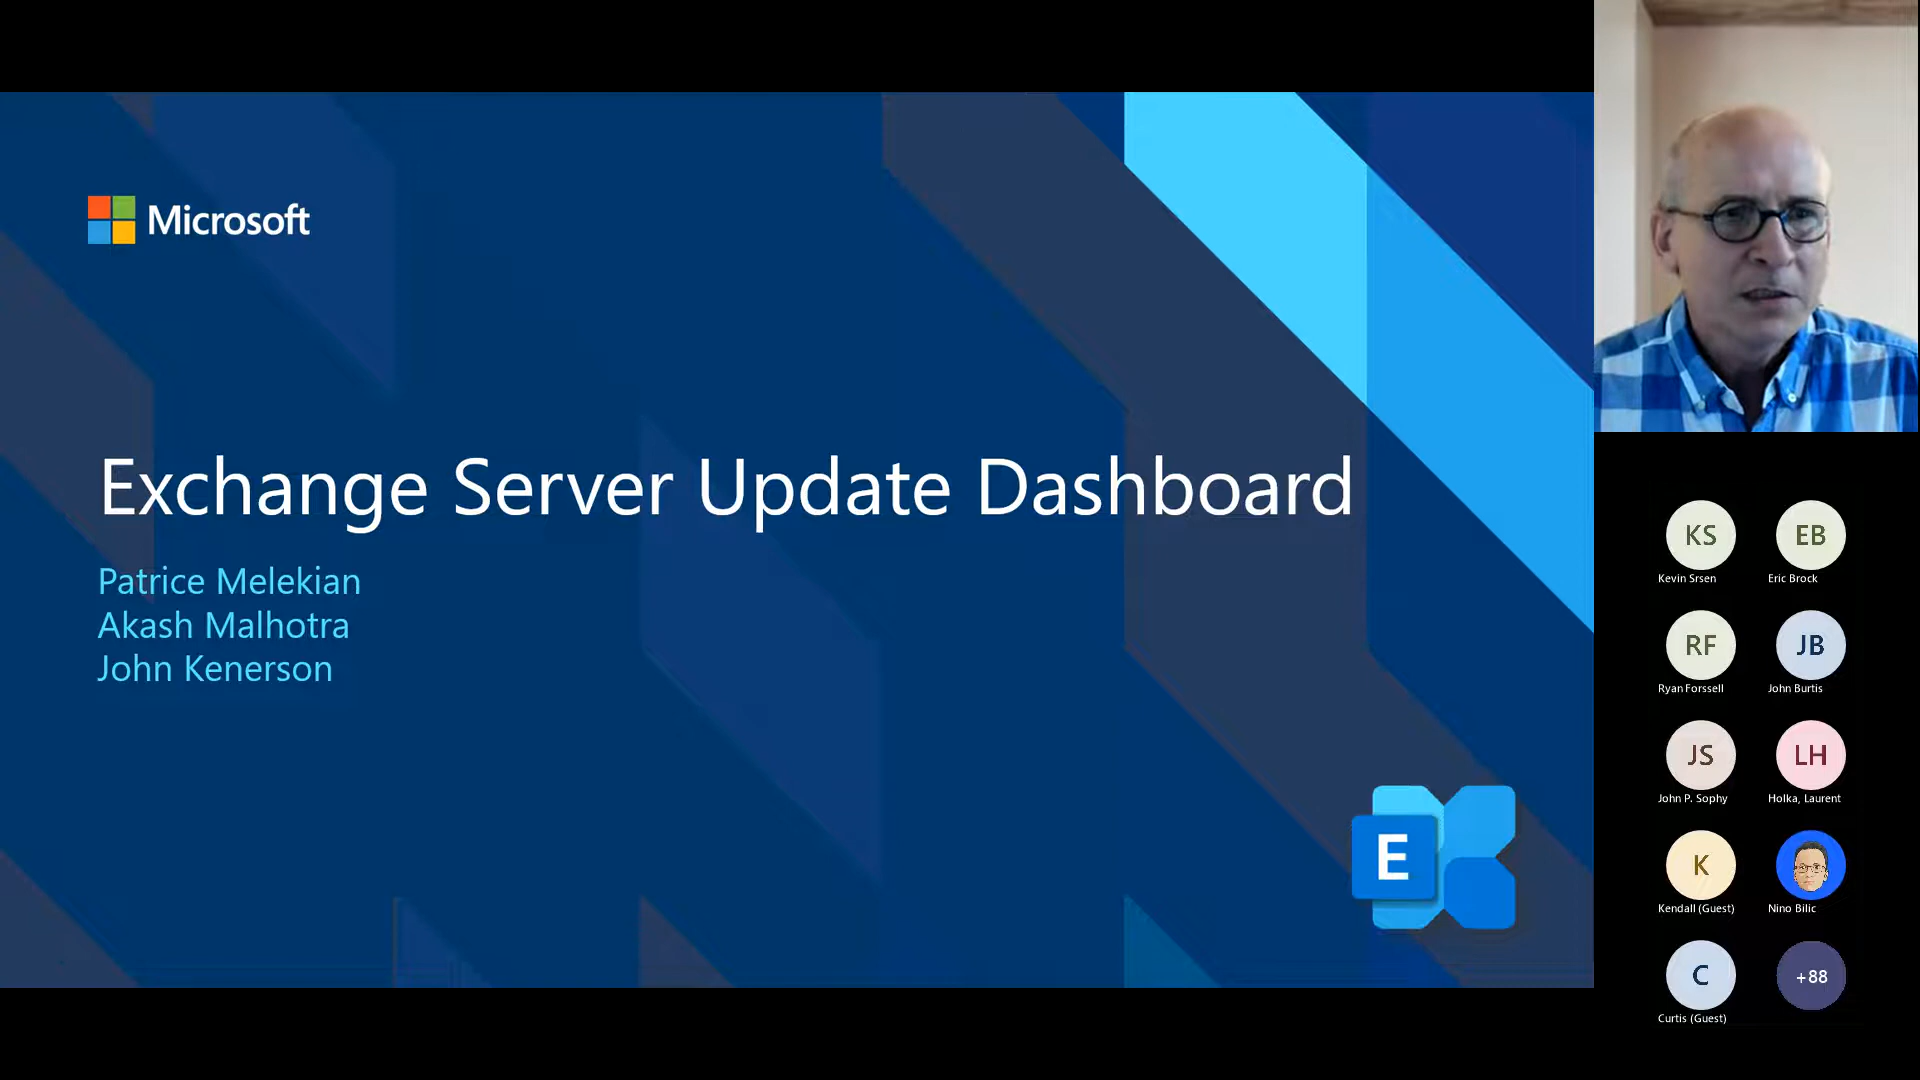 Microsoft
Exchange Server Update Dashboard
Patrice Melekian
Akash Malhotra
John Kenerson
E
KS
Kevin Srsen
EB
Eric Brock
RF
Ryan Forssell
JB
John Burtis
JS
John P. Sophy
LH
Holka, Laurent
K
Kendall (Guest)
Nino Bilic
C
Curtis (Guest)
+88